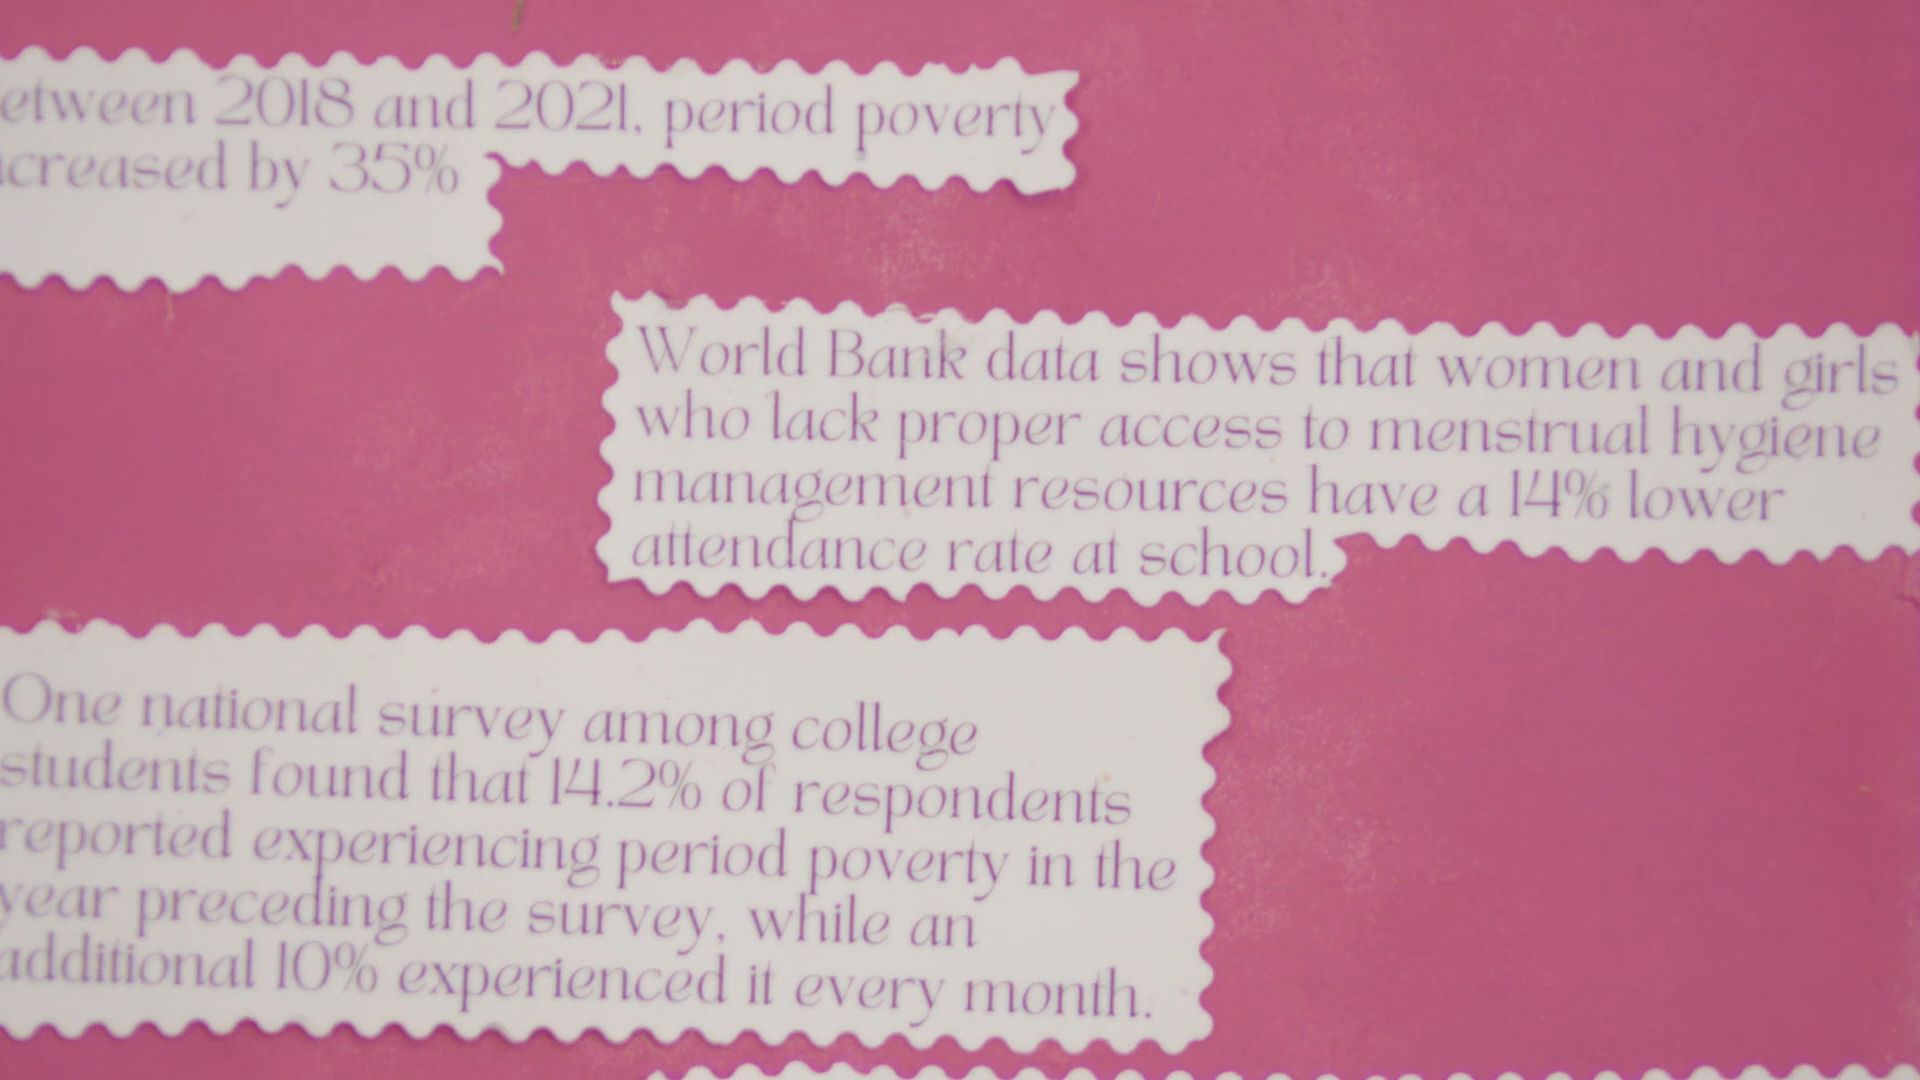 etween 2018 and 2021, period poverty
ncreased by 35%
World Bank data shows that women and girls
who lack proper access to menstrual hygiene
management resources have a 14% lower
attendance rate at school.
One national survey among college
students found that 14.2% of respondents
reported experiencing period poverty in the
year preceding the survey, while an
additional 10% experienced it every month.